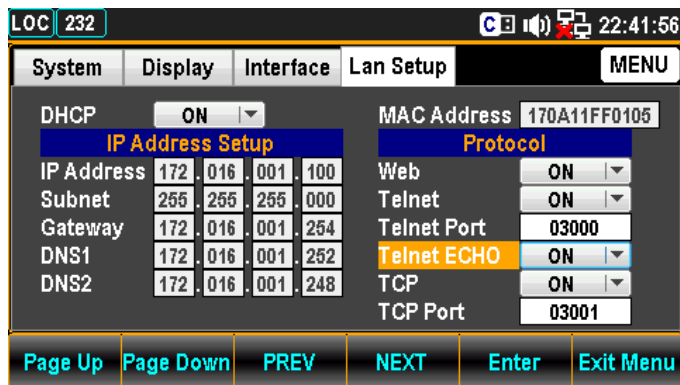 LOC 232 C 22:41:56
System Display Interface Lan Setup MENU
DHCP ON
IP Address Setup
IP Address 172 . 016 . 001 . 100
Subnet 255 . 255 . 255 . 000
Gateway 172 . 016 . 001 . 254
DNS1 172 . 016 . 001 . 252
DNS2 172 . 016 . 001 . 248
MAC Address 170A11FF0105
Protocol
Web ON
Telnet ON
Telnet Port 03000
Telnet ECHO ON
TCP ON
TCP Port 03001
Page Up Page Down PREV NEXT Enter Exit Menu